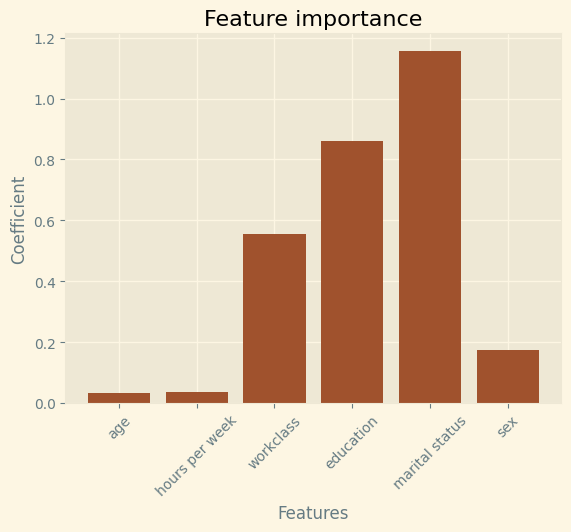 Feature importance
1.2
1.0
0.8
0.6
0.4
0.2
0.0
Coefficient
age
hours per week
workclass
education
marital status
sex
Features